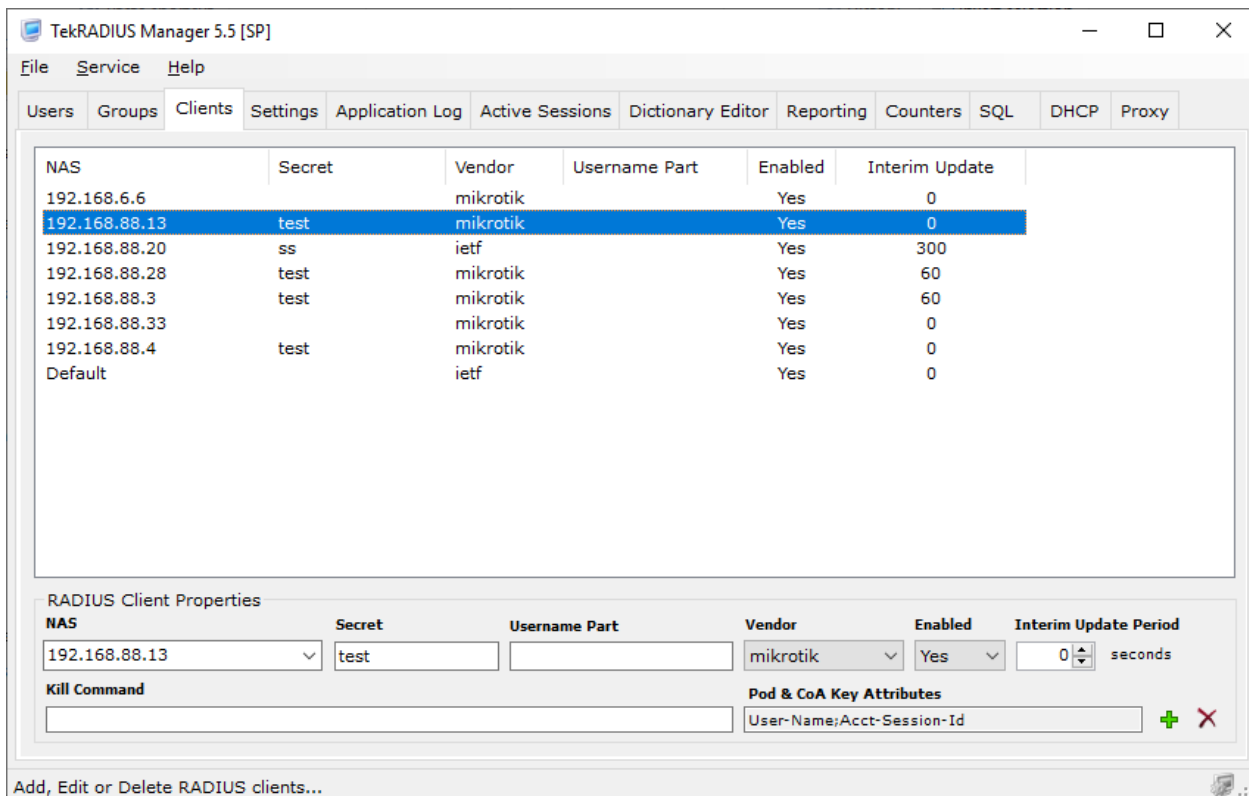 TekRADIUS Manager 5.5 [SP]
File Service Help
Users Groups Clients Settings Application Log Active Sessions Dictionary Editor Reporting Counters SQL DHCP Proxy
NAS Secret Vendor Username Part Enabled Interim Update
192.168.6.6 mikrotik Yes 0
192.168.88.13 test mikrotik Yes 0
192.168.88.20 ss ietf Yes 300
192.168.88.28 test mikrotik Yes 60
192.168.88.3 test mikrotik Yes 60
192.168.88.33 mikrotik Yes 0
192.168.88.4 test mikrotik Yes 0
Default ietf Yes 0
RADIUS Client Properties
NAS Secret Username Part Vendor Enabled Interim Update Period
192.168.88.13 test mikrotik Yes 0 seconds
Kill Command Pod & CoA Key Attributes
User-Name;Acct-Session-Id
Add, Edit or Delete RADIUS clients...